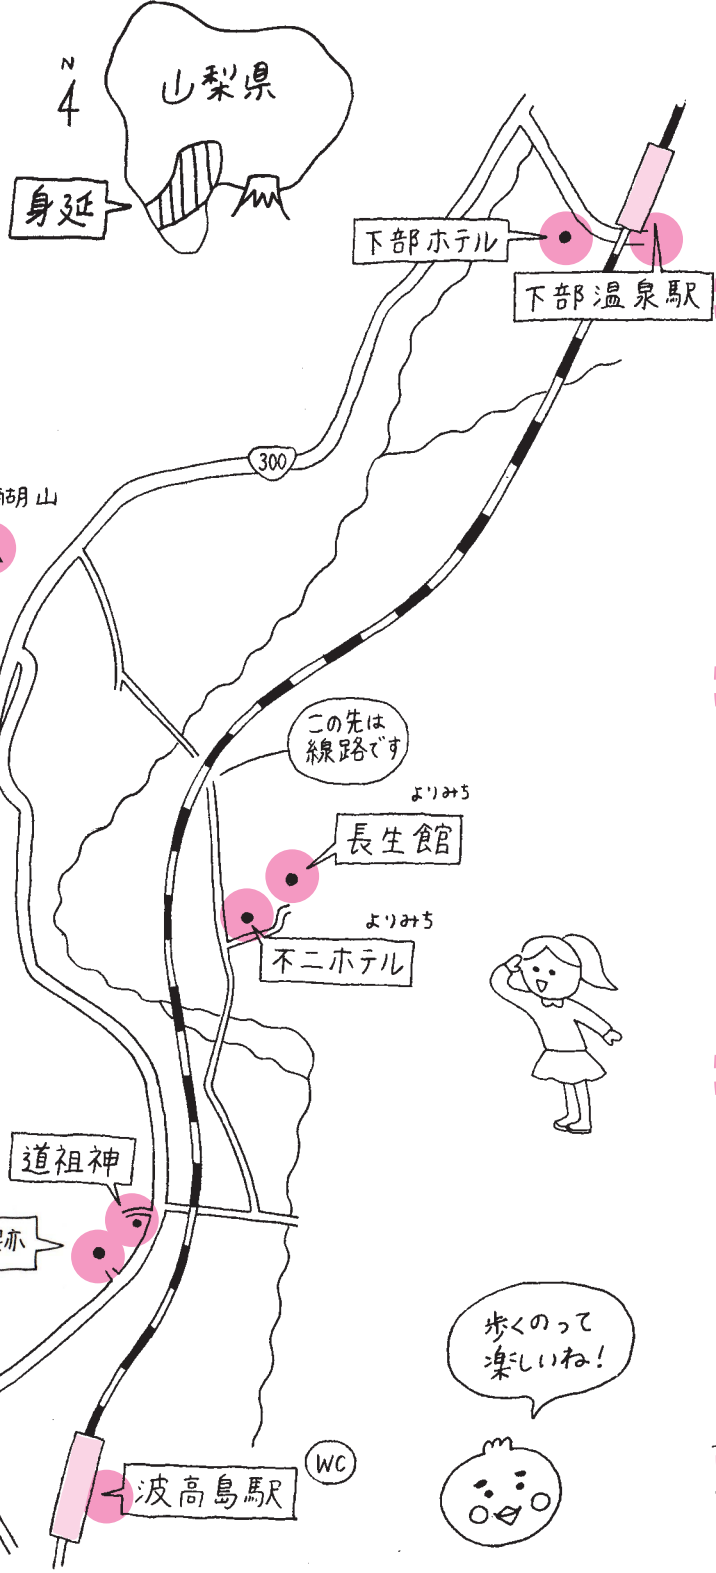 N
山梨県
身延
下部ホテル
下部温泉駅
300
湖山
この先は
線路です
よりみち
長生館
よりみち
不二ホテル
道祖神
跡
歩くのって
楽しいね!
WC
波高島駅